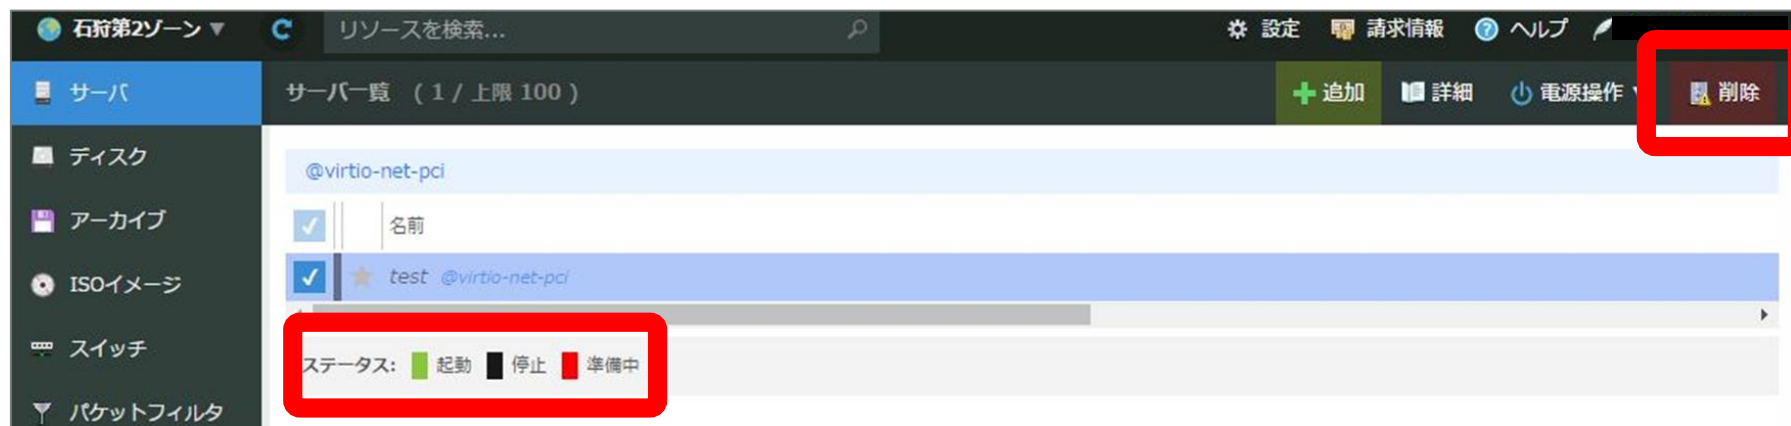 石狩第2ゾーン ▼ リソースを検索... 設定 請求情報 ? ヘルプ
サーバ サーバ一覧 ( 1 / 上限 100 ) 追加 詳細 電源操作 削除
ディスク @virtio-net-pci
アーカイブ 名前
ISOイメージ test @virtio-net-pci
スイッチ ステータス: 起動 停止 準備中
パケットフィルタ